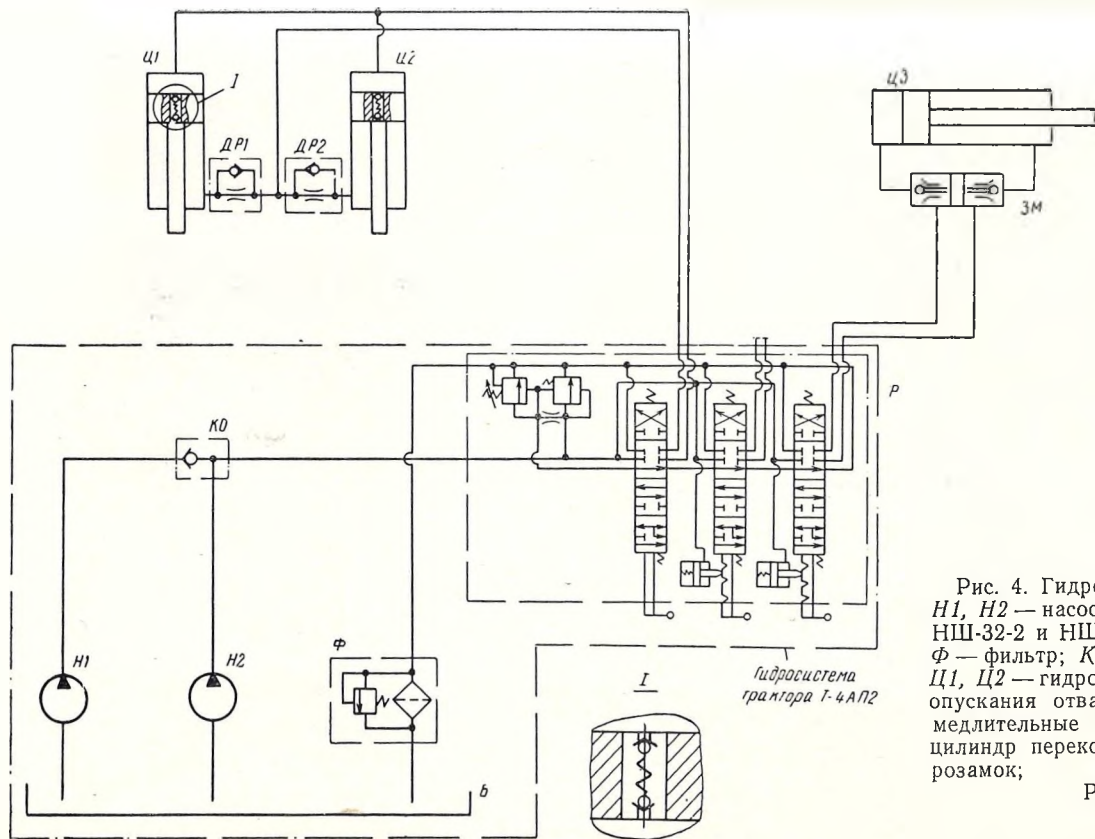 Ц1
I
Ц2
ДР1
ДР2
Ц3
ЗМ
Р
КО
Н1
Н2
Ф
Б
Гидросистема
трактора Т-4АП2
I
Рис. 4. Гидро
Н1, Н2 — насос
НШ-32-2 и НШ
Ф — фильтр; К
Ц1, Ц2 — гидро
опускания отва
медлительные
цилиндр переко
розамок;
Р